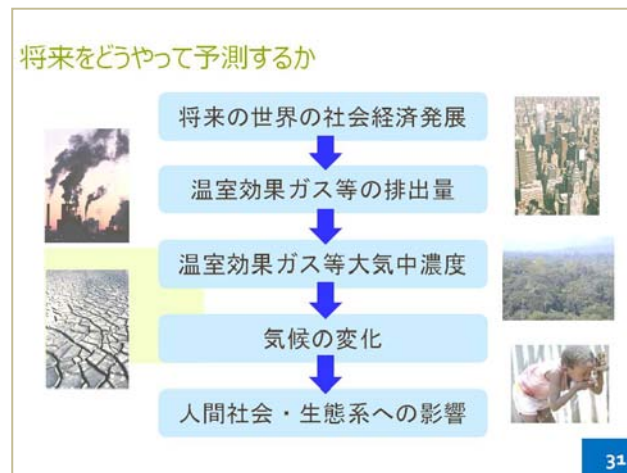 将来をどうやって予測するか
将来の世界の社会経済発展
温室効果ガス等の排出量
温室効果ガス等大気中濃度
気候の変化
人間社会・生態系への影響
31